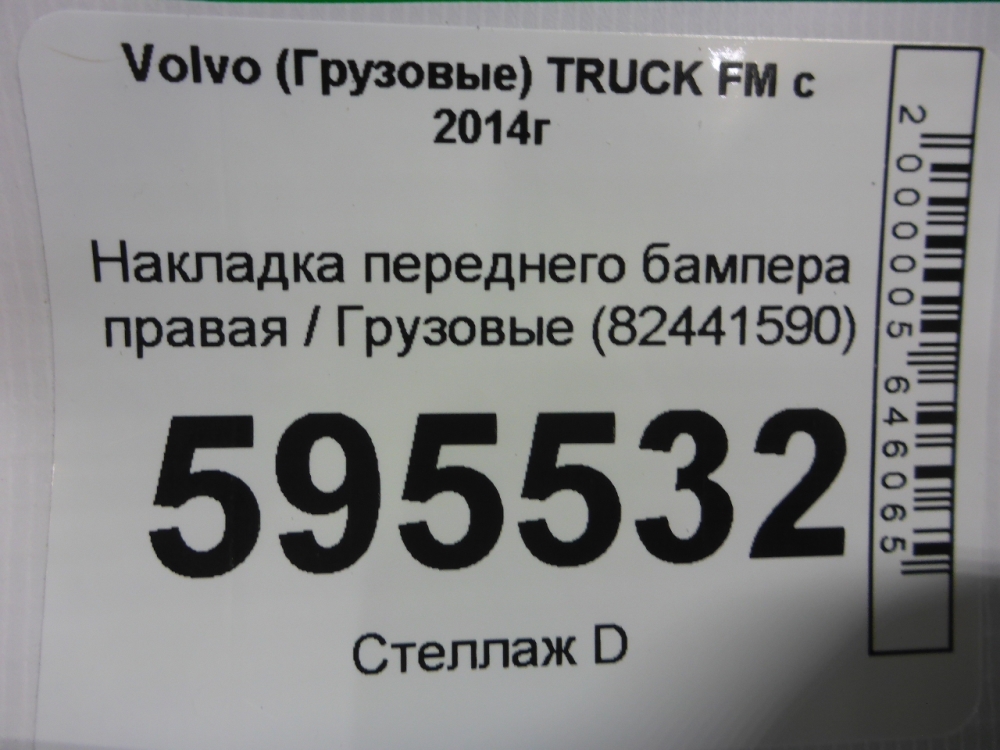 Volvo (Грузовые) TRUCK FM с
2014г
Накладка переднего бампера
правая / Грузовые (82441590)
595532
Стеллаж D
2000005646065